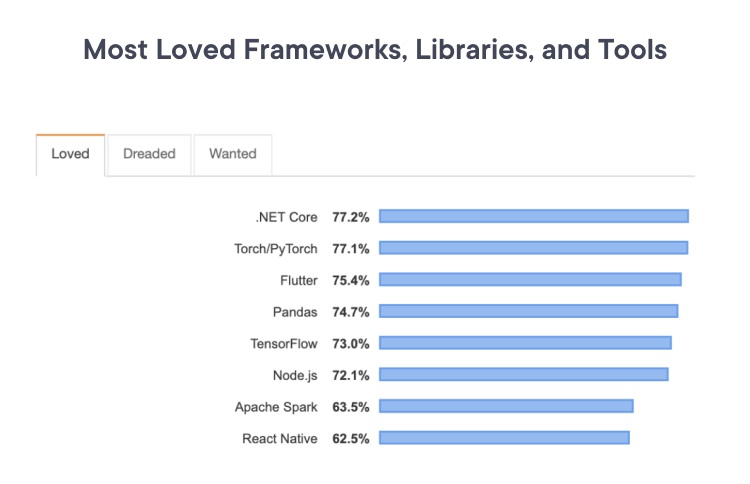 Most Loved Frameworks, Libraries, and Tools
Loved Dreaded Wanted
.NET Core 77.2%
Torch/PyTorch 77.1%
Flutter 75.4%
Pandas 74.7%
TensorFlow 73.0%
Node.js 72.1%
Apache Spark 63.5%
React Native 62.5%